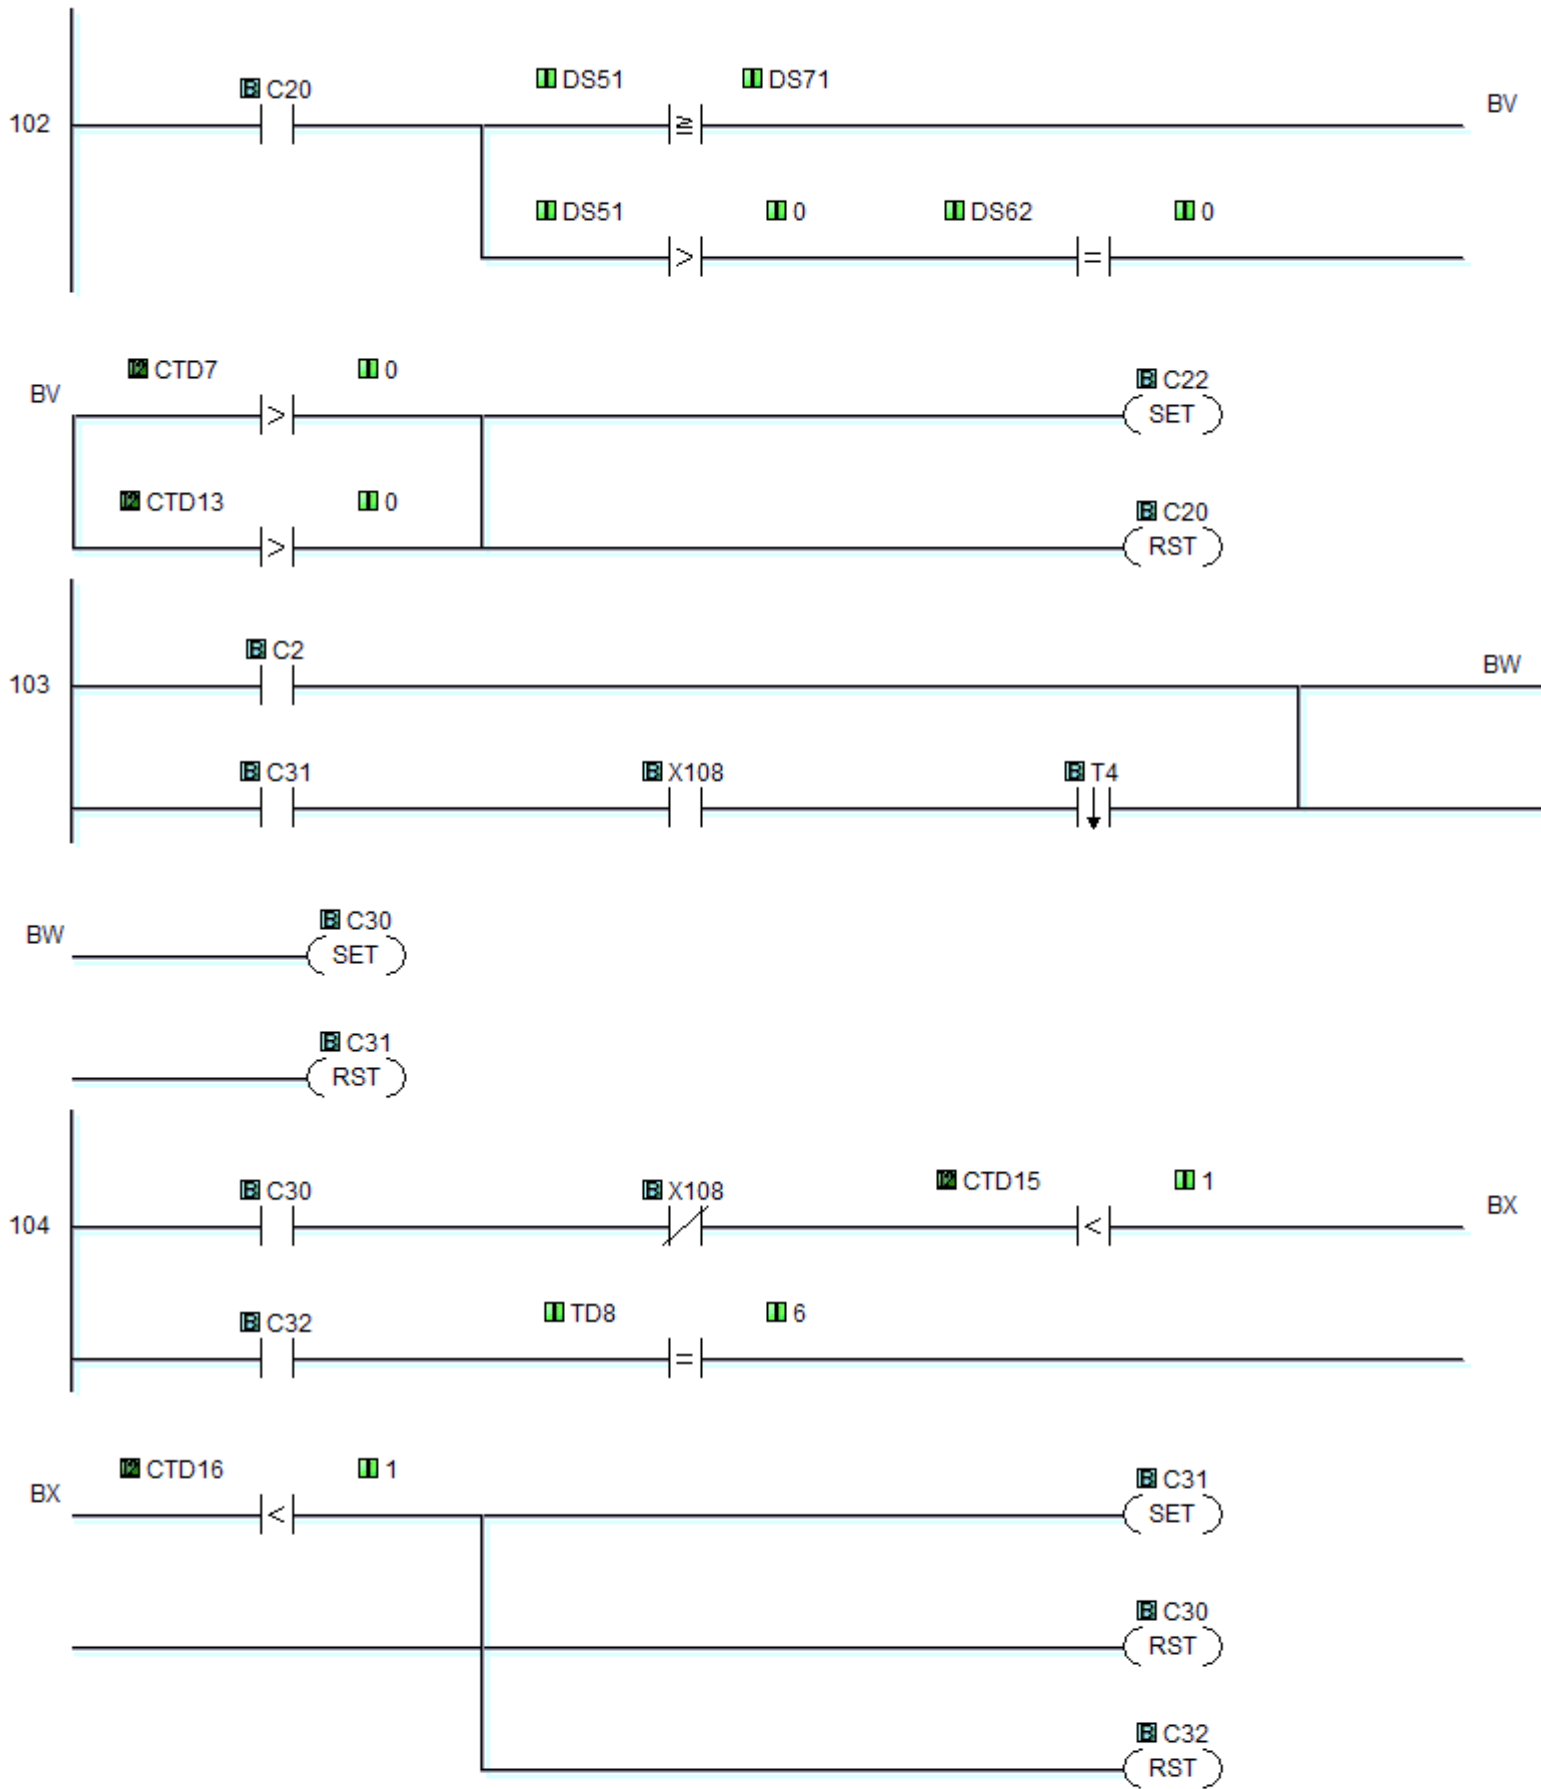 C20 DS51 DS71
102 ≧ BV
DS51 0 DS62 0
> =
CTD7 0 C22
BV > SET
CTD13 0 C20
> RST
C2
103 BW
C31 X108 T4
C30
BW SET
C31
RST
C30 X108 CTD15 1
104 < BX
C32 TD8 6
=
CTD16 1 C31
BX < SET
C30
RST
C32
RST